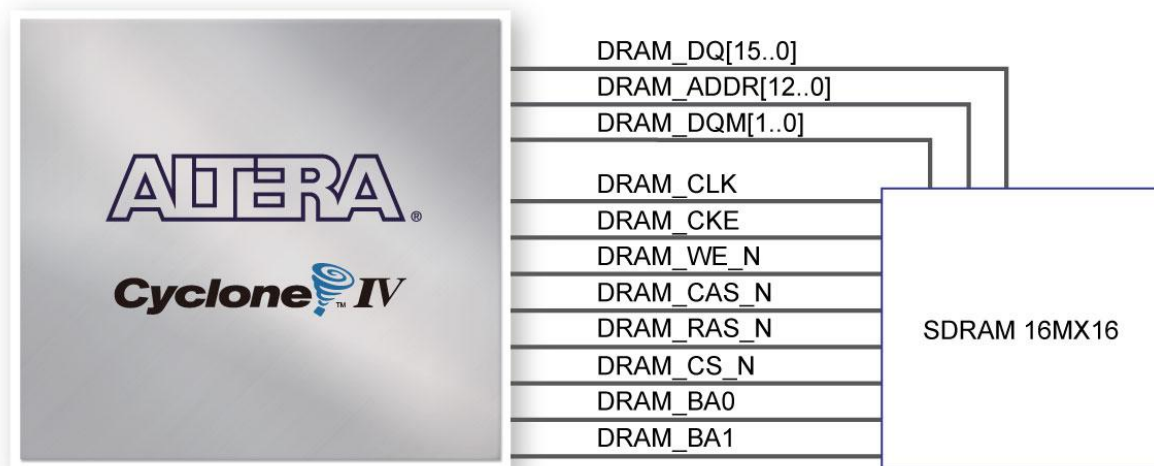 DRAM_DQ[15..0]
DRAM_ADDR[12..0]
DRAM_DQM[1..0]
DRAM_CLK
DRAM_CKE
DRAM_WE_N
DRAM_CAS_N
DRAM_RAS_N
DRAM_CS_N
DRAM_BA0
DRAM_BA1
ALTERA®
Cyclone™ IV
SDRAM 16MX16